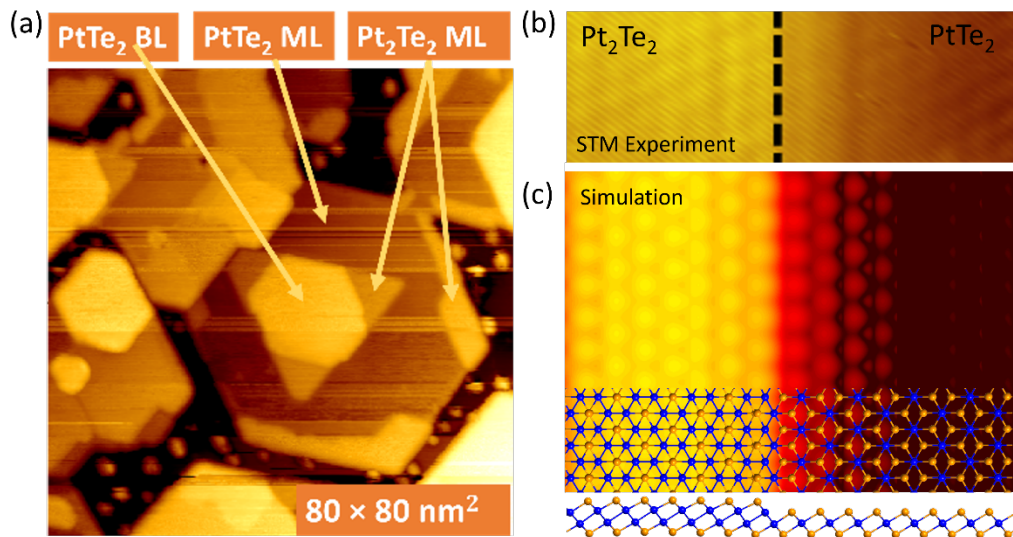 (a)
PtTe₂ BL
PtTe₂ ML
Pt₂Te₂ ML
80 × 80 nm²
(b)
Pt₂Te₂
PtTe₂
STM Experiment
(c)
Simulation